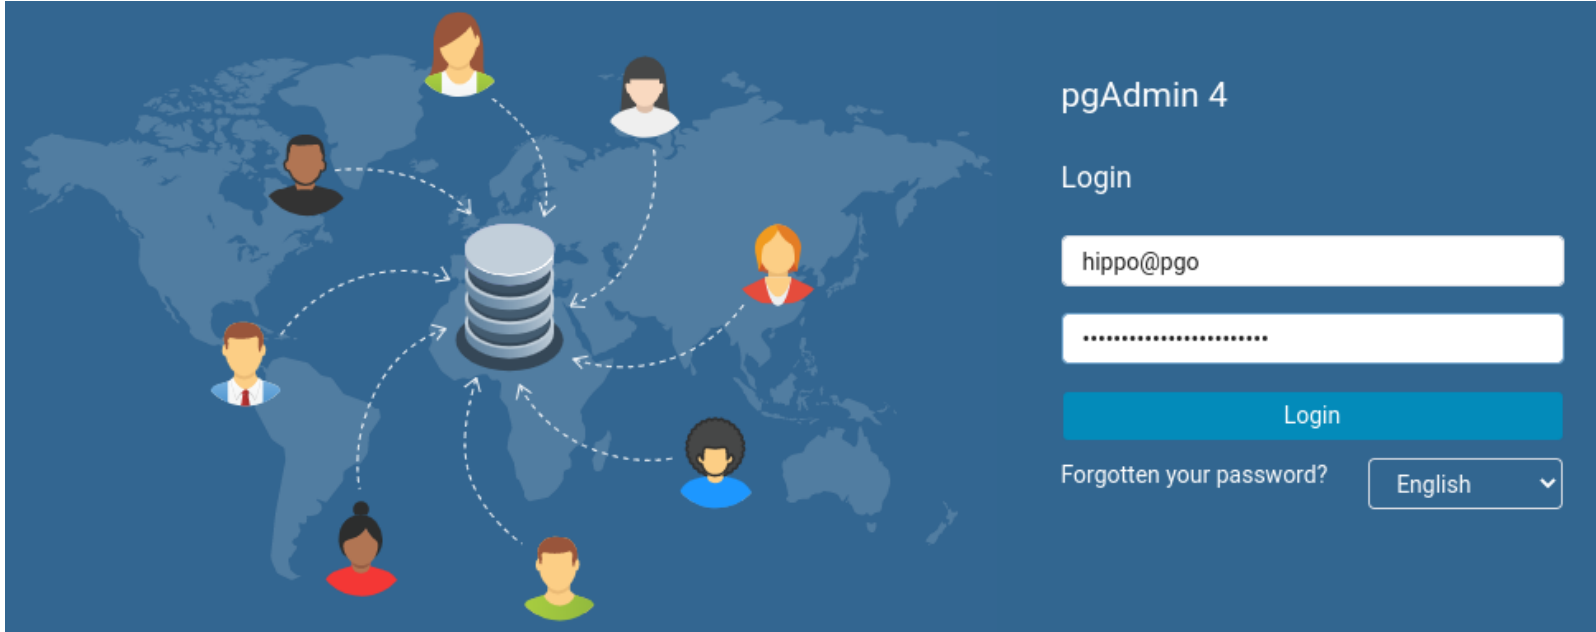 pgAdmin 4
Login
hippo@pgo
••••••••••••••••••••••••
Login
Forgotten your password?
English